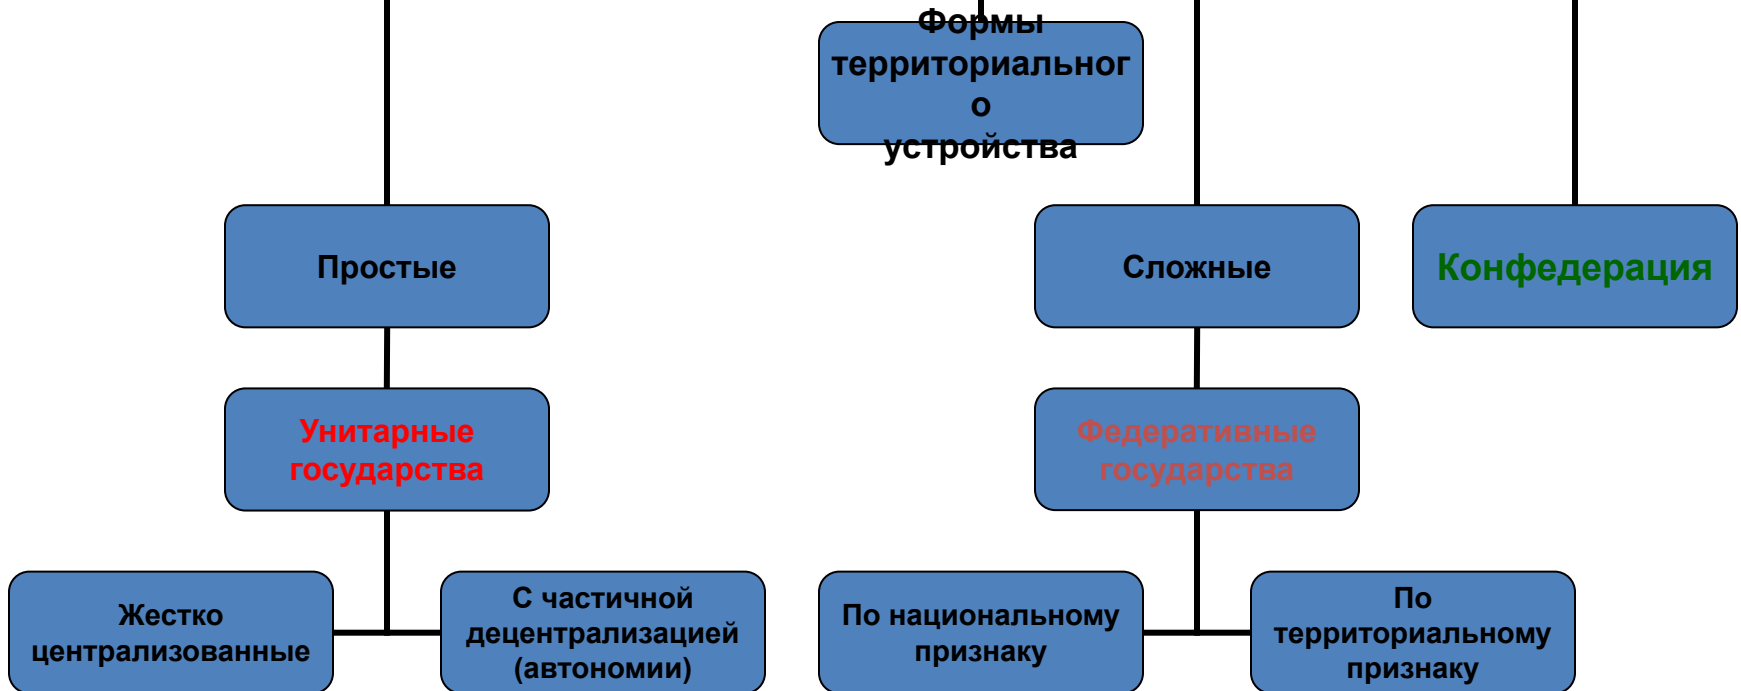 Формы
территориальног
о
устройства
Простые
Сложные
Конфедерация
Унитарные
государства
Федеративные
государства
Жестко
централизованные
С частичной
децентрализацией
(автономии)
По национальному
признаку
По
территориальному
признаку